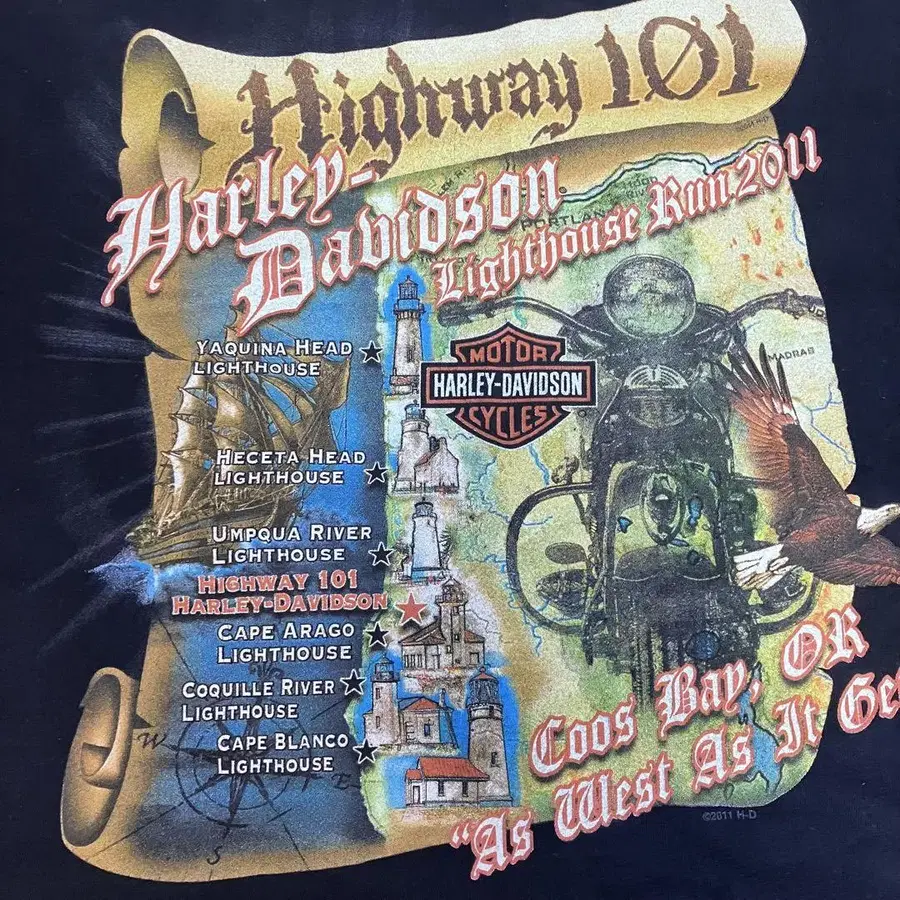 Highway 101
Harley-
Davidson
Lighthouse Run 2011
PORTLAN
MOTOR
HARLEY-DAVIDSON
CYCLES
MADRAS
YAQUINA HEAD
LIGHTHOUSE
HECETA HEAD
LIGHTHOUSE
UMPQUA RIVER
LIGHTHOUSE
HIGHWAY 101
HARLEY-DAVIDSON
CAPE ARAGO
LIGHTHOUSE
COQUILLE RIVER
LIGHTHOUSE
CAPE BLANCO
LIGHTHOUSE
W
E
S
Coos Bay, OR
"As West As It Ge
©2011 H-D